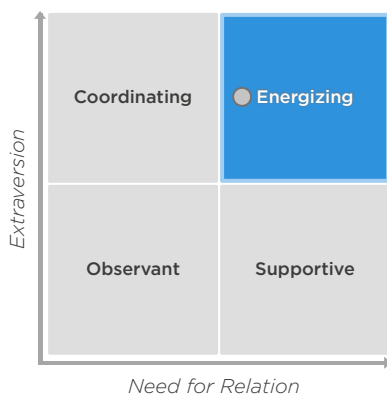 Coordinating
Energizing
Extraversion
Observant
Supportive
Need for Relation